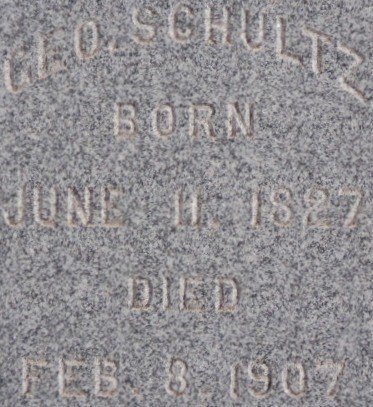 GEO. SCHULTZ
BORN
JUNE 11. 1827
DIED
FEB. 8. 1907